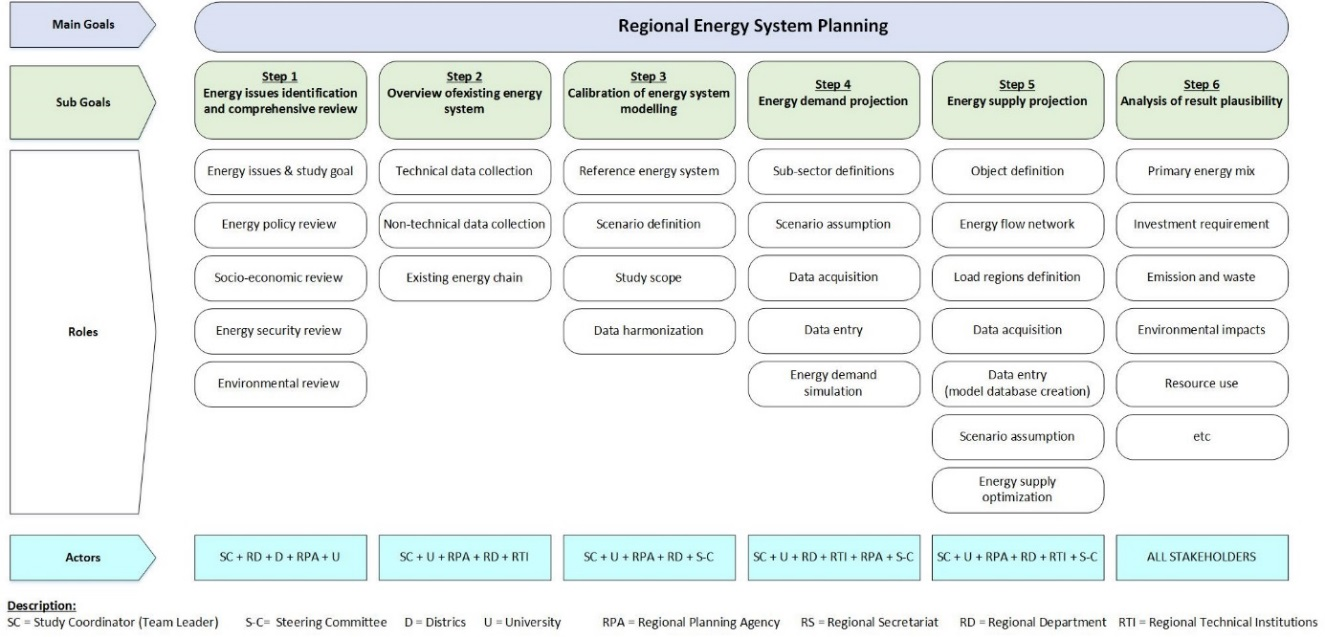 Main Goals
Regional Energy System Planning
Sub Goals
Step 1
Energy issues identification
and comprehensive review
Step 2
Overview ofexisting energy
system
Step 3
Calibration of energy system
modelling
Step 4
Energy demand projection
Step 5
Energy supply projection
Step 6
Analysis of result plausibility
Roles
Energy issues & study goal
Energy policy review
Socio-economic review
Energy security review
Environmental review
Technical data collection
Non-technical data collection
Existing energy chain
Reference energy system
Scenario definition
Study scope
Data harmonization
Sub-sector definitions
Scenario assumption
Data acquisition
Data entry
Energy demand
simulation
Object definition
Energy flow network
Load regions definition
Data acquisition
Data entry
(model database creation)
Scenario assumption
Energy supply
optimization
Primary energy mix
Investment requirement
Emission and waste
Environmental impacts
Resource use
etc
Actors
SC + RD + D + RPA + U
SC + U + RPA + RD + RTI
SC + U + RPA + RD + S-C
SC + U + RD + RTI + RPA + S-C
SC + U + RPA + RD + RTI + S-C
ALL STAKEHOLDERS
Description:
SC = Study Coordinator (Team Leader) S-C= Steering Committee D = Districs U = University RPA = Regional Planning Agency RS = Regional Secretariat RD = Regional Department RTI = Regional Technical Institutions